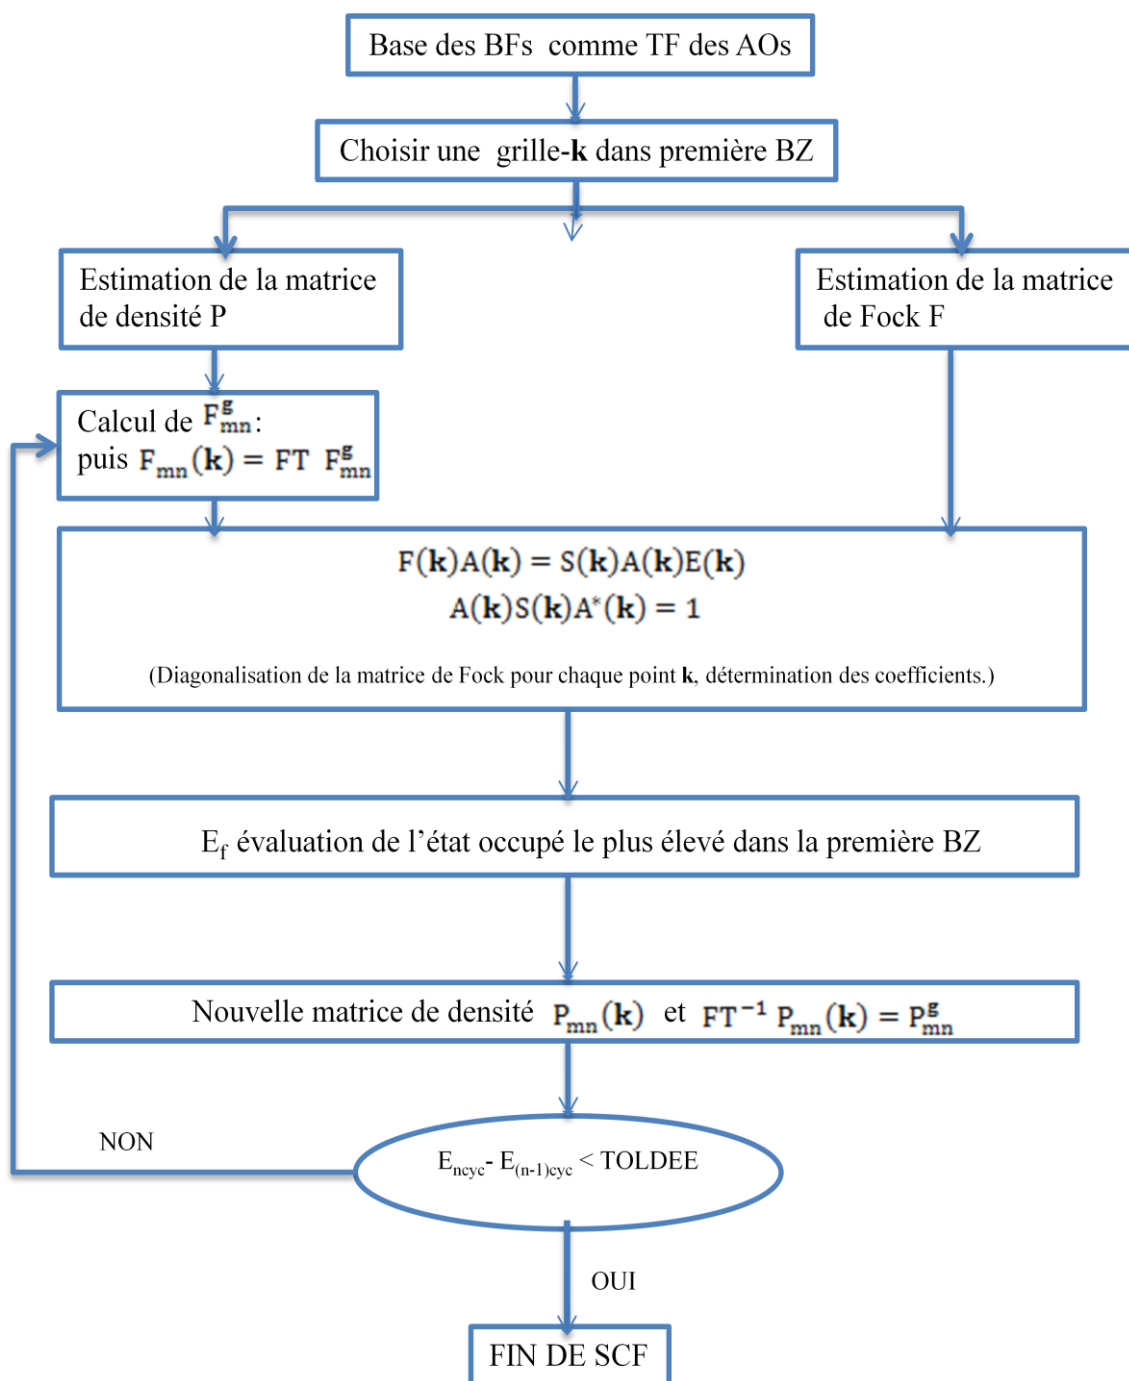 Base des BFs comme TF des AOs
Choisir une grille-k dans première BZ
Estimation de la matrice
de densité P
Estimation de la matrice
de Fock F
Calcul de F^g_mn:
puis F_mn(k) = FT F^g_mn
F(k)A(k) = S(k)A(k)E(k)
A(k)S(k)A*(k) = 1
(Diagonalisation de la matrice de Fock pour chaque point k, détermination des coefficients.)
E_f évaluation de l’état occupé le plus élevé dans la première BZ
Nouvelle matrice de densité P_mn(k) et FT⁻¹ P_mn(k) = P^g_mn
NON
E_ncyc- E_(n-1)cyc < TOLDEE
OUI
FIN DE SCF